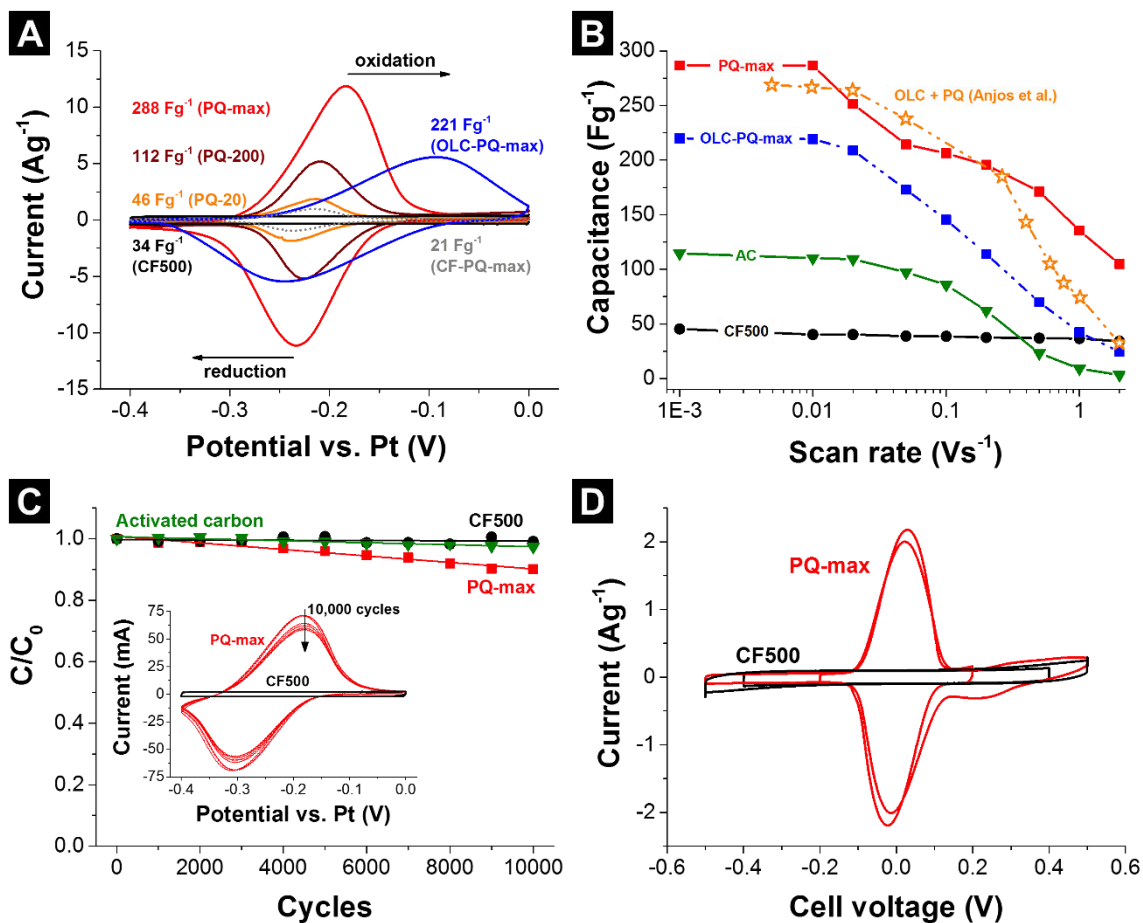 A
oxidation
288 Fg⁻¹ (PQ-max)
221 Fg⁻¹
(OLC-PQ-max)
112 Fg⁻¹ (PQ-200)
46 Fg⁻¹ (PQ-20)
34 Fg⁻¹
(CF500)
21 Fg⁻¹
(CF-PQ-max)
reduction
15
10
5
0
-5
-10
-15
Current (Ag⁻¹)
-0.4 -0.3 -0.2 -0.1 0.0
Potential vs. Pt (V)
B
PQ-max
OLC + PQ (Anjos et al.)
OLC-PQ-max
AC
CF500
300
250
200
150
100
50
0
Capacitance (Fg⁻¹)
1E-3 0.01 0.1 1
Scan rate (Vs⁻¹)
C
Activated carbon
CF500
PQ-max
1.0
0.8
0.6
0.4
0.2
0.0
C/C₀
10,000 cycles
PQ-max
CF500
75
50
25
0
-25
-50
-75
Current (mA)
-0.4 -0.3 -0.2 -0.1 0.0
Potential vs. Pt (V)
0 2000 4000 6000 8000 10000
Cycles
D
PQ-max
CF500
2
1
0
-1
-2
Current (Ag⁻¹)
-0.6 -0.4 -0.2 0.0 0.2 0.4 0.6
Cell voltage (V)